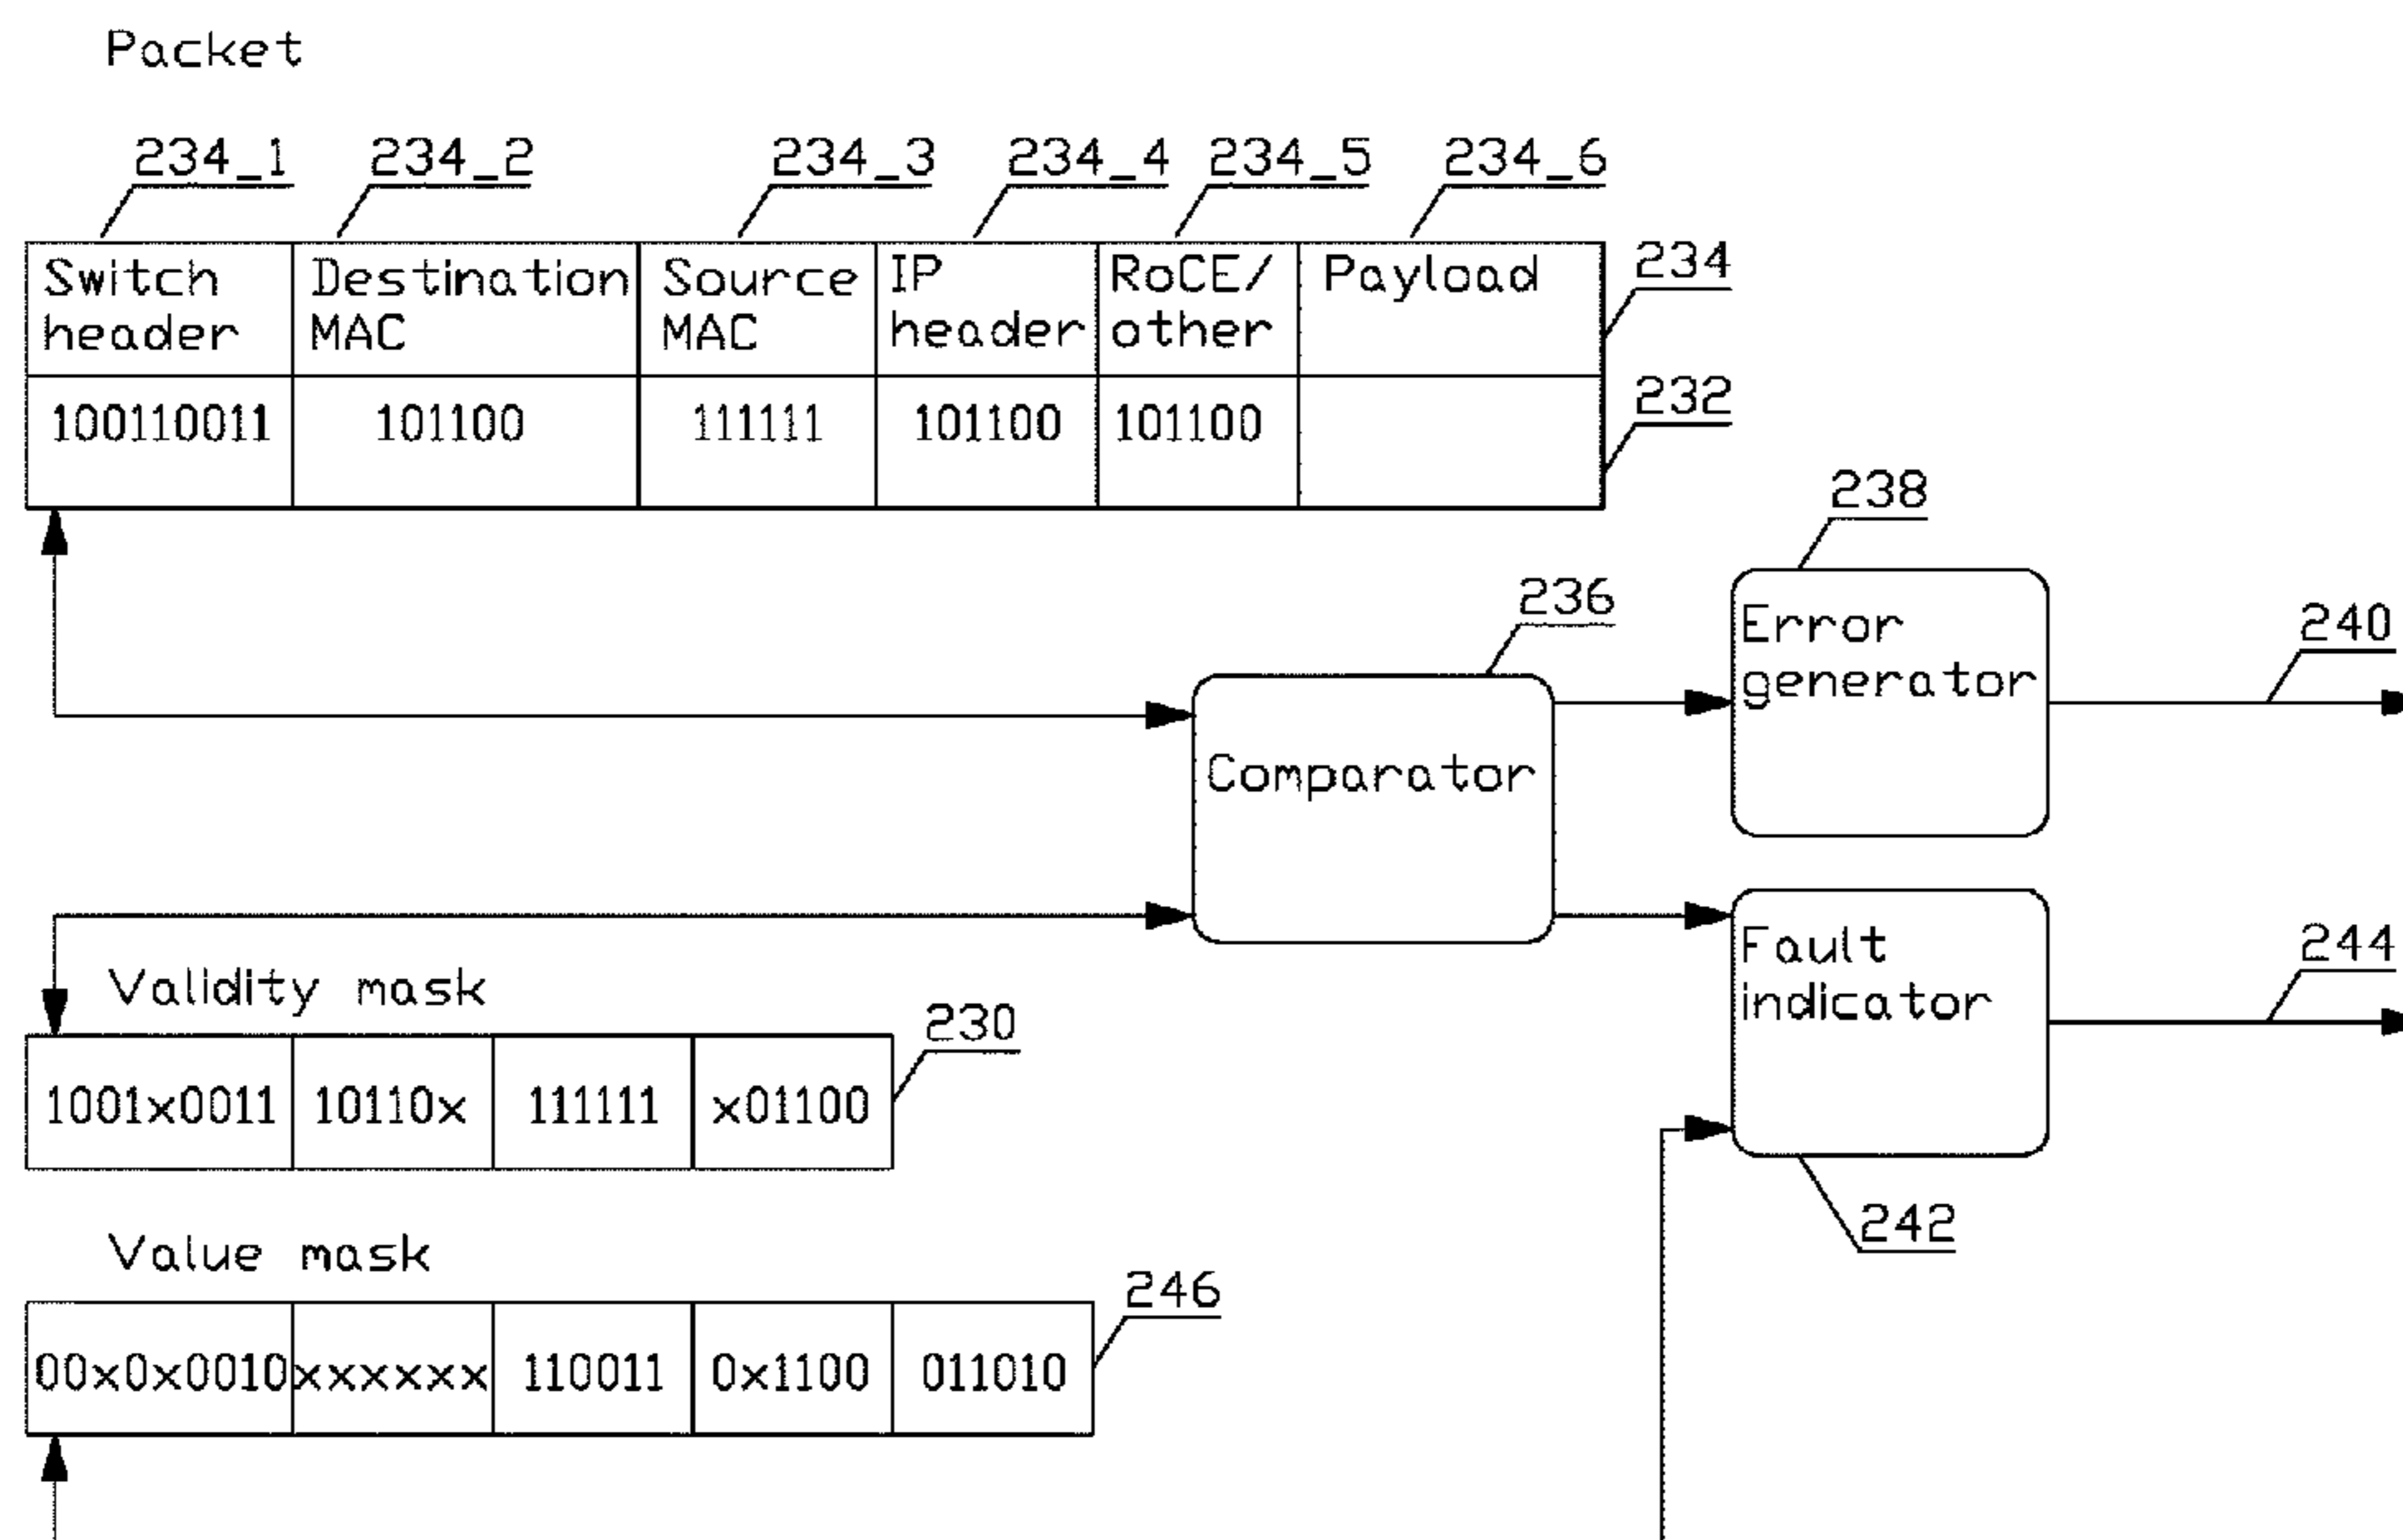 Packet
234_1 234_2 234_3 234_4 234_5 234_6
Switch header Destination MAC Source MAC IP header RoCE/ other Payload 234
100110011 101100 111111 101100 101100 232
238
236
Error
generator
240
Comparator
Fault
indicator
244
Validity mask
230
1001x0011 10110x 111111 x01100
242
Value mask
246
00x0x0010 xxxxxx 110011 0x1100 011010